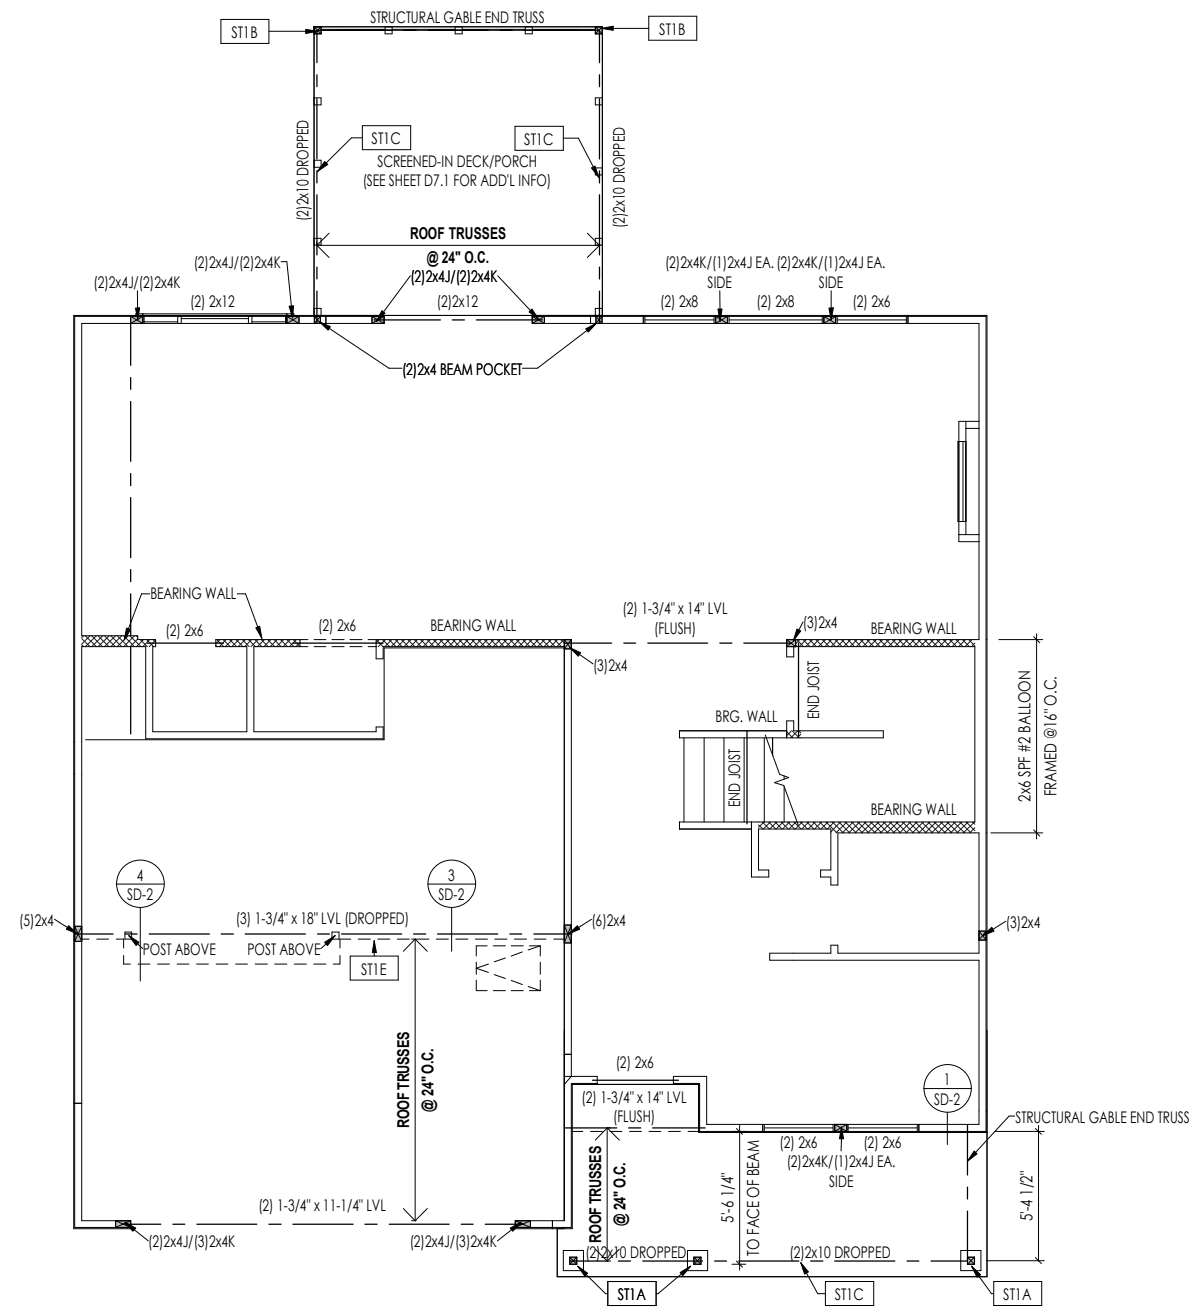 STRUCTURAL GABLE END TRUSS
ST1B
ST1B
(2)2x10 DROPPED
ST1C
ST1C
(2)2x10 DROPPED
SCREENED-IN DECK/PORCH
(SEE SHEET D7.1 FOR ADD'L INFO)
ROOF TRUSSES
@ 24" O.C.
(2)2x4J/(2)2x4K
(2)2x4J/(2)2x4K
(2)2x4J/(2)2x4K
(2)2x4K/(1)2x4J EA.
SIDE
(2)2x4K/(1)2x4J EA.
SIDE
(2) 2x12
(2)2x12
(2) 2x8
(2) 2x8
(2) 2x6
(2)2x4 BEAM POCKET
BEARING WALL
(2) 2x6
(2) 2x6
BEARING WALL
(2) 1-3/4" x 14" LVL
(FLUSH)
(3)2x4
BEARING WALL
(3)2x4
END JOIST
BRG. WALL
END JOIST
2x6 SPF #2 BALLOON
FRAMED @16" O.C.
BEARING WALL
4
SD-2
3
SD-2
(5)2x4
(3) 1-3/4" x 18" LVL (DROPPED)
(6)2x4
(3)2x4
POST ABOVE
POST ABOVE
ST1E
ROOF TRUSSES
@ 24" O.C.
(2) 2x6
(2) 1-3/4" x 14" LVL
(FLUSH)
1
SD-2
STRUCTURAL GABLE END TRUSS
(2) 2x6
(2) 2x6
(2)2x4K/(1)2x4J EA.
SIDE
ROOF TRUSSES
@ 24" O.C.
5'-6 1/4"
TO FACE OF BEAM
5'-4 1/2"
(2) 1-3/4" x 11-1/4" LVL
(2)2x4J/(3)2x4K
(2)2x4J/(3)2x4K
(2)2x10 DROPPED
(2)2x10 DROPPED
ST1A
ST1C
ST1A